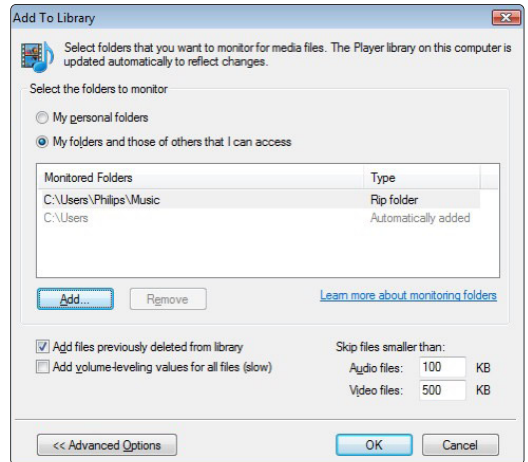 Add To Library
Select folders that you want to monitor for media files. The Player library on this computer is
updated automatically to reflect changes.
Select the folders to monitor
My personal folders
My folders and those of others that I can access
Monitored Folders Type
C:\Users\Philips\Music Rip folder
C:\Users Automatically added
Add... Remove Learn more about monitoring folders
Add files previously deleted from library Skip files smaller than:
Add volume-leveling values for all files (slow) Audio files: 100 KB
Video files: 500 KB
<< Advanced Options OK Cancel